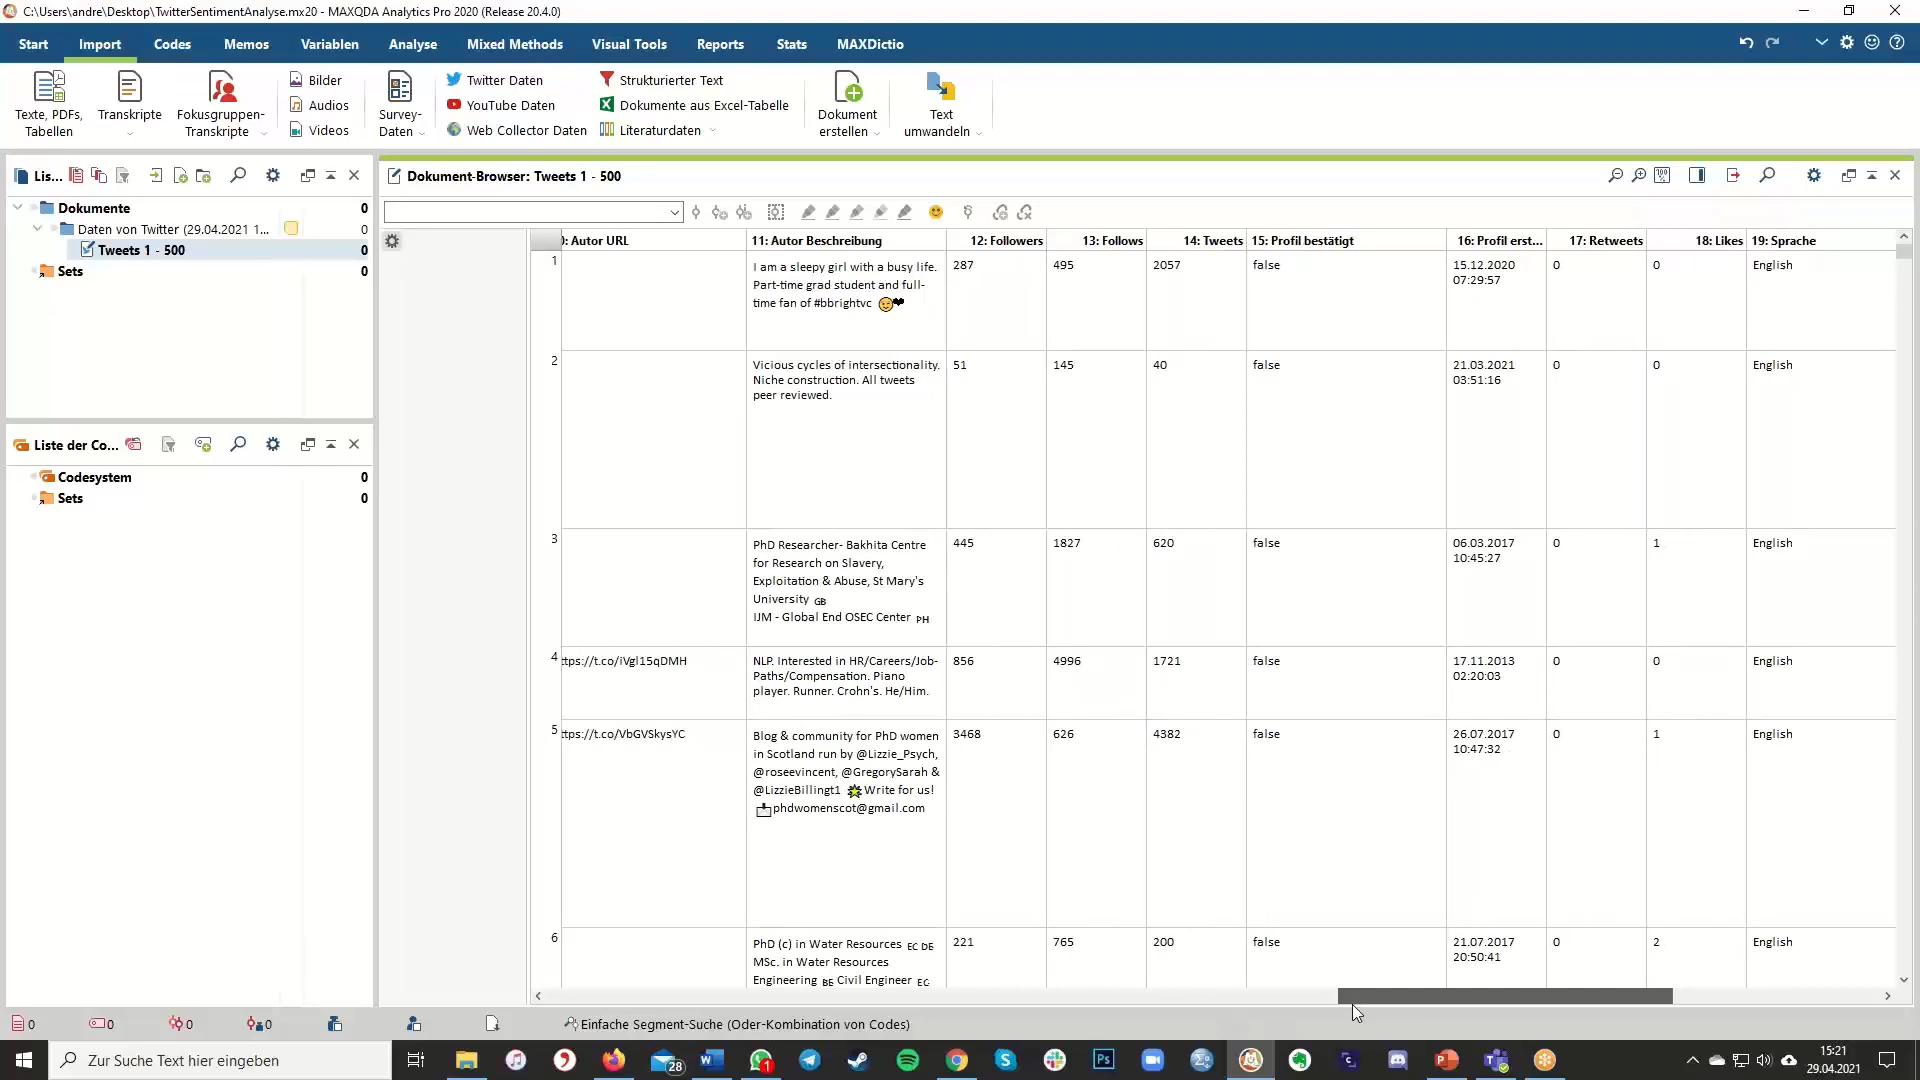 C:\Users\andre\Desktop\TwitterSentimentAnalyse.mx20 - MAXQDA Analytics Pro 2020 (Release 20.4.0)
Start Import Codes Memos Variablen Analyse Mixed Methods Visual Tools Reports Stats MAXDictio
Texte, PDFs,
Tabellen
Transkripte
Fokusgruppen-
Transkripte
Bilder
Audios
Videos
Survey-
Daten
Twitter Daten
YouTube Daten
Web Collector Daten
Strukturierter Text
Dokumente aus Excel-Tabelle
Literaturdaten
Dokument
erstellen
Text
umwandeln
Lis...
Dokumente 0
Daten von Twitter (29.04.2021 1... 0
Tweets 1 - 500 0
Sets 0
Liste der Co...
Codesystem 0
Sets 0
Dokument-Browser: Tweets 1 - 500
): Autor URL 11: Autor Beschreibung 12: Followers 13: Follows 14: Tweets 15: Profil bestätigt 16: Profil erst... 17: Retweets 18: Likes 19: Sprache
1
I am a sleepy girl with a busy life.
Part-time grad student and full-
time fan of #bbrightvc
287 495 2057 false 15.12.2020 0 0 English
07:29:57
2
Vicious cycles of intersectionality.
Niche construction. All tweets
peer reviewed.
51 145 40 false 21.03.2021 0 0 English
03:51:16
3
PhD Researcher- Bakhita Centre
for Research on Slavery,
Exploitation & Abuse, St Mary's
University GB
IJM - Global End OSEC Center PH
445 1827 620 false 06.03.2017 0 1 English
10:45:27
4
ttps://t.co/iVgl15qDMH
NLP. Interested in HR/Careers/Job-
Paths/Compensation. Piano
player. Runner. Crohn's. He/Him.
856 4996 1721 false 17.11.2013 0 0 English
02:20:03
5
ttps://t.co/VbGVSkysYC
Blog & community for PhD women
in Scotland run by @Lizzie_Psych,
@roseevincent, @GregorySarah &
@LizzieBillingt1 Write for us!
phdwomenscot@gmail.com
3468 626 4382 false 26.07.2017 0 1 English
10:47:32
6
PhD (c) in Water Resources EC DE
MSc. in Water Resources
Engineering BE Civil Engineer EC
221 765 200 false 21.07.2017 0 2 English
20:50:41
0 0 0 0
Einfache Segment-Suche (Oder-Kombination von Codes)
Zur Suche Text hier eingeben
28
1
15:21
29.04.2021